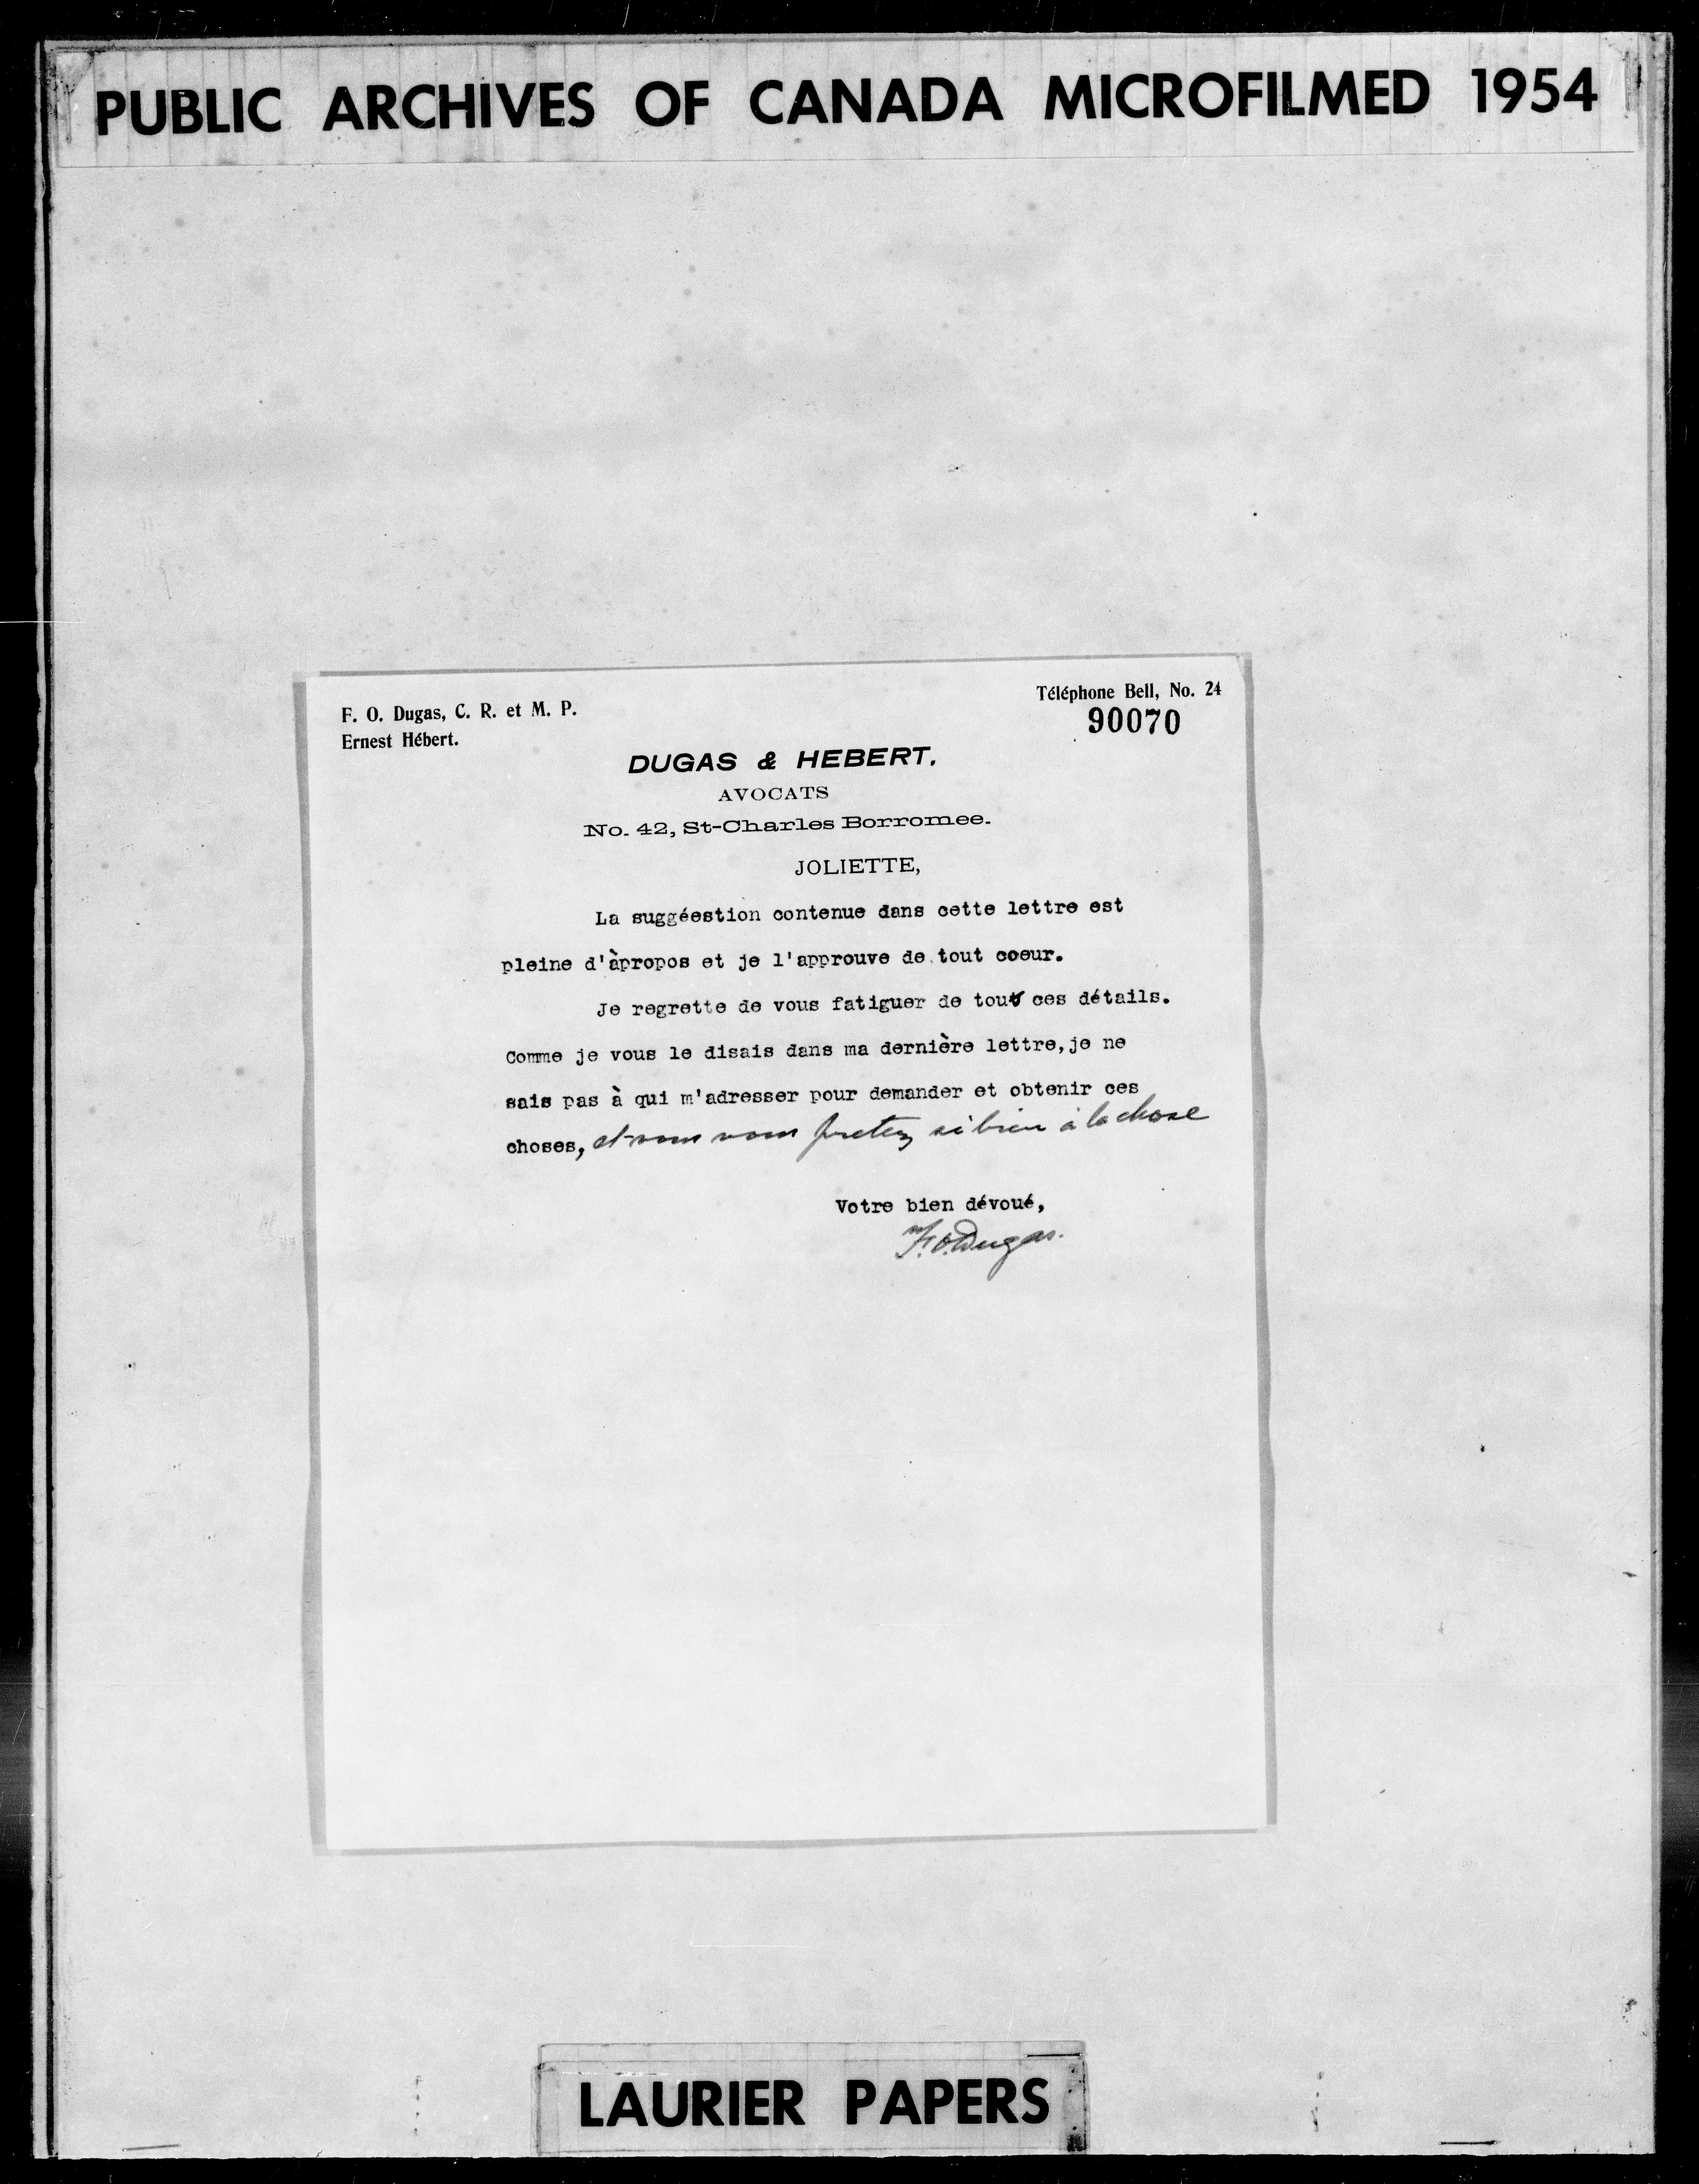 PUBLIC ARCHIVES OF CANADA MICROFILMED 1954
F. O. Dugas, C. R. et M. P.
Ernest Hébert.
Téléphone Bell, No. 24
90070
DUGAS & HEBERT.
AVOCATS
No. 42, St-Charles Borromee.
JOLIETTE,
La suggéestion contenue dans cette lettre est
pleine d'àpropos et je l'approuve de tout coeur.
Je regrette de vous fatiguer de tous ces détails.
Comme je vous le disais dans ma dernière lettre,je ne
sais pas à qui m'adresser pour demander et obtenir ces
choses, et vous vous pretez si bien à la chose
Votre bien dévoué,
F.O.Dugas.
LAURIER PAPERS